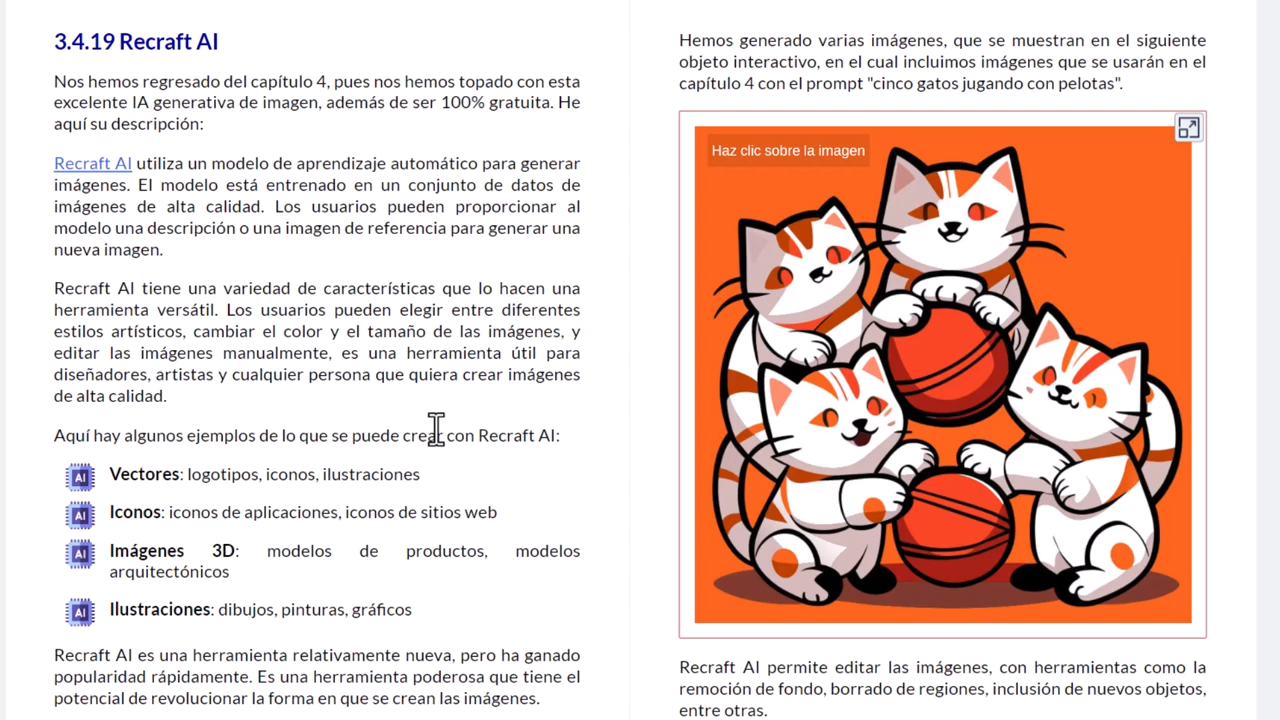 3.4.19 Recraft AI
Nos hemos regresado del capítulo 4, pues nos hemos topado con esta
excelente IA generativa de imagen, además de ser 100% gratuita. He
aquí su descripción:
Recraft AI utiliza un modelo de aprendizaje automático para generar
imágenes. El modelo está entrenado en un conjunto de datos de
imágenes de alta calidad. Los usuarios pueden proporcionar al
modelo una descripción o una imagen de referencia para generar una
nueva imagen.
Recraft AI tiene una variedad de características que lo hacen una
herramienta versátil. Los usuarios pueden elegir entre diferentes
estilos artísticos, cambiar el color y el tamaño de las imágenes, y
editar las imágenes manualmente, es una herramienta útil para
diseñadores, artistas y cualquier persona que quiera crear imágenes
de alta calidad.
Aquí hay algunos ejemplos de lo que se puede crear con Recraft AI:
AI Vectores: logotipos, iconos, ilustraciones
AI Iconos: iconos de aplicaciones, iconos de sitios web
AI Imágenes 3D: modelos de productos, modelos
arquitectónicos
AI Ilustraciones: dibujos, pinturas, gráficos
Recraft AI es una herramienta relativamente nueva, pero ha ganado
popularidad rápidamente. Es una herramienta poderosa que tiene el
potencial de revolucionar la forma en que se crean las imágenes.
Hemos generado varias imágenes, que se muestran en el siguiente
objeto interactivo, en el cual incluimos imágenes que se usarán en el
capítulo 4 con el prompt "cinco gatos jugando con pelotas".
Haz clic sobre la imagen
Recraft AI permite editar las imágenes, con herramientas como la
remoción de fondo, borrado de regiones, inclusión de nuevos objetos,
entre otras.